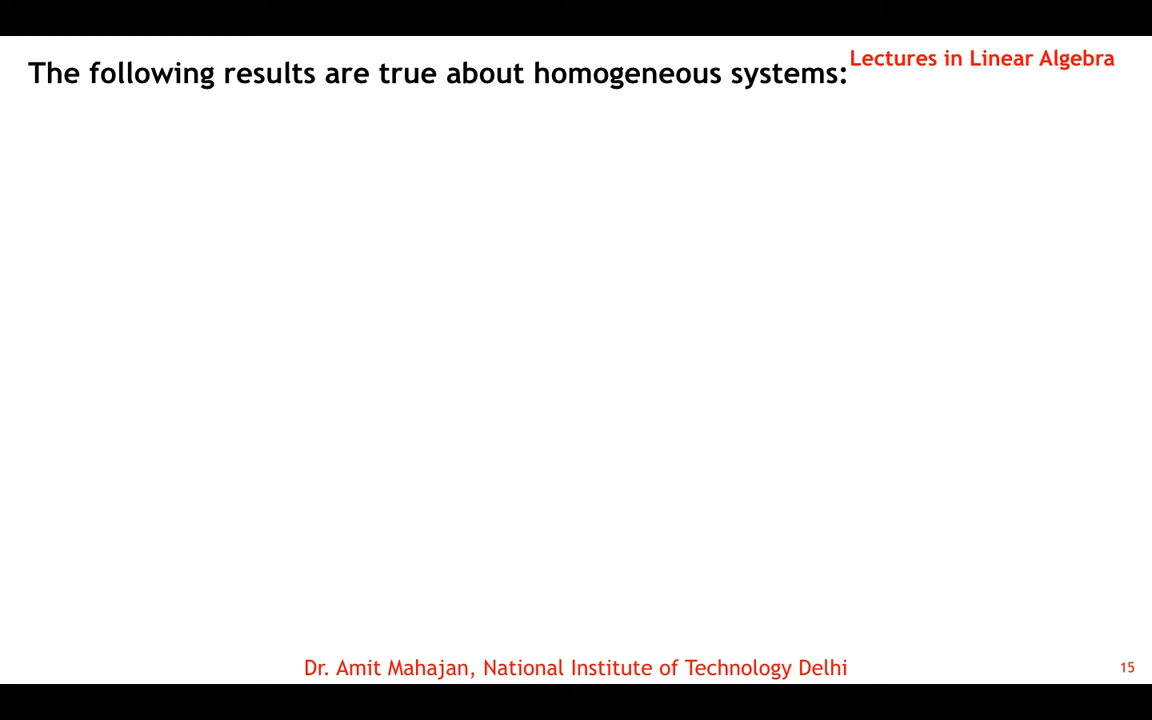 Lectures in Linear Algebra
The following results are true about homogeneous systems:
Dr. Amit Mahajan, National Institute of Technology Delhi
15